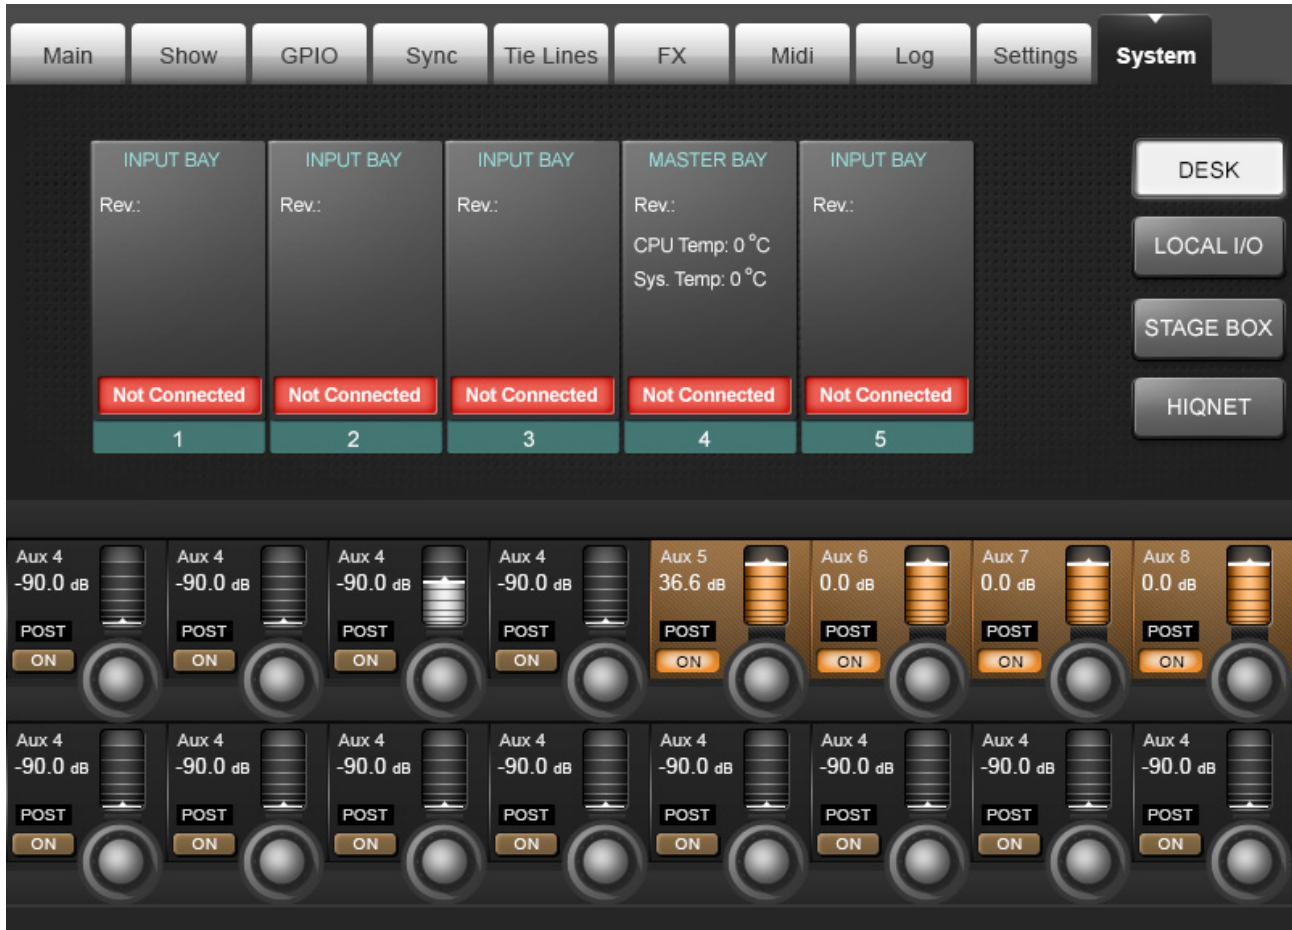 Main Show GPIO Sync Tie Lines FX Midi Log Settings System
INPUT BAY INPUT BAY INPUT BAY MASTER BAY INPUT BAY
Rev.: Rev.: Rev.: Rev.: Rev.:
CPU Temp: 0 °C
Sys. Temp: 0 °C
Not Connected Not Connected Not Connected Not Connected Not Connected
1 2 3 4 5
DESK
LOCAL I/O
STAGE BOX
HIQNET
Aux 4 Aux 4 Aux 4 Aux 4 Aux 5 Aux 6 Aux 7 Aux 8
-90.0 dB -90.0 dB -90.0 dB -90.0 dB 36.6 dB 0.0 dB 0.0 dB 0.0 dB
POST POST POST POST POST POST POST POST
ON ON ON ON ON ON ON ON
Aux 4 Aux 4 Aux 4 Aux 4 Aux 4 Aux 4 Aux 4 Aux 4
-90.0 dB -90.0 dB -90.0 dB -90.0 dB -90.0 dB -90.0 dB -90.0 dB -90.0 dB
POST POST POST POST POST POST POST POST
ON ON ON ON ON ON ON ON